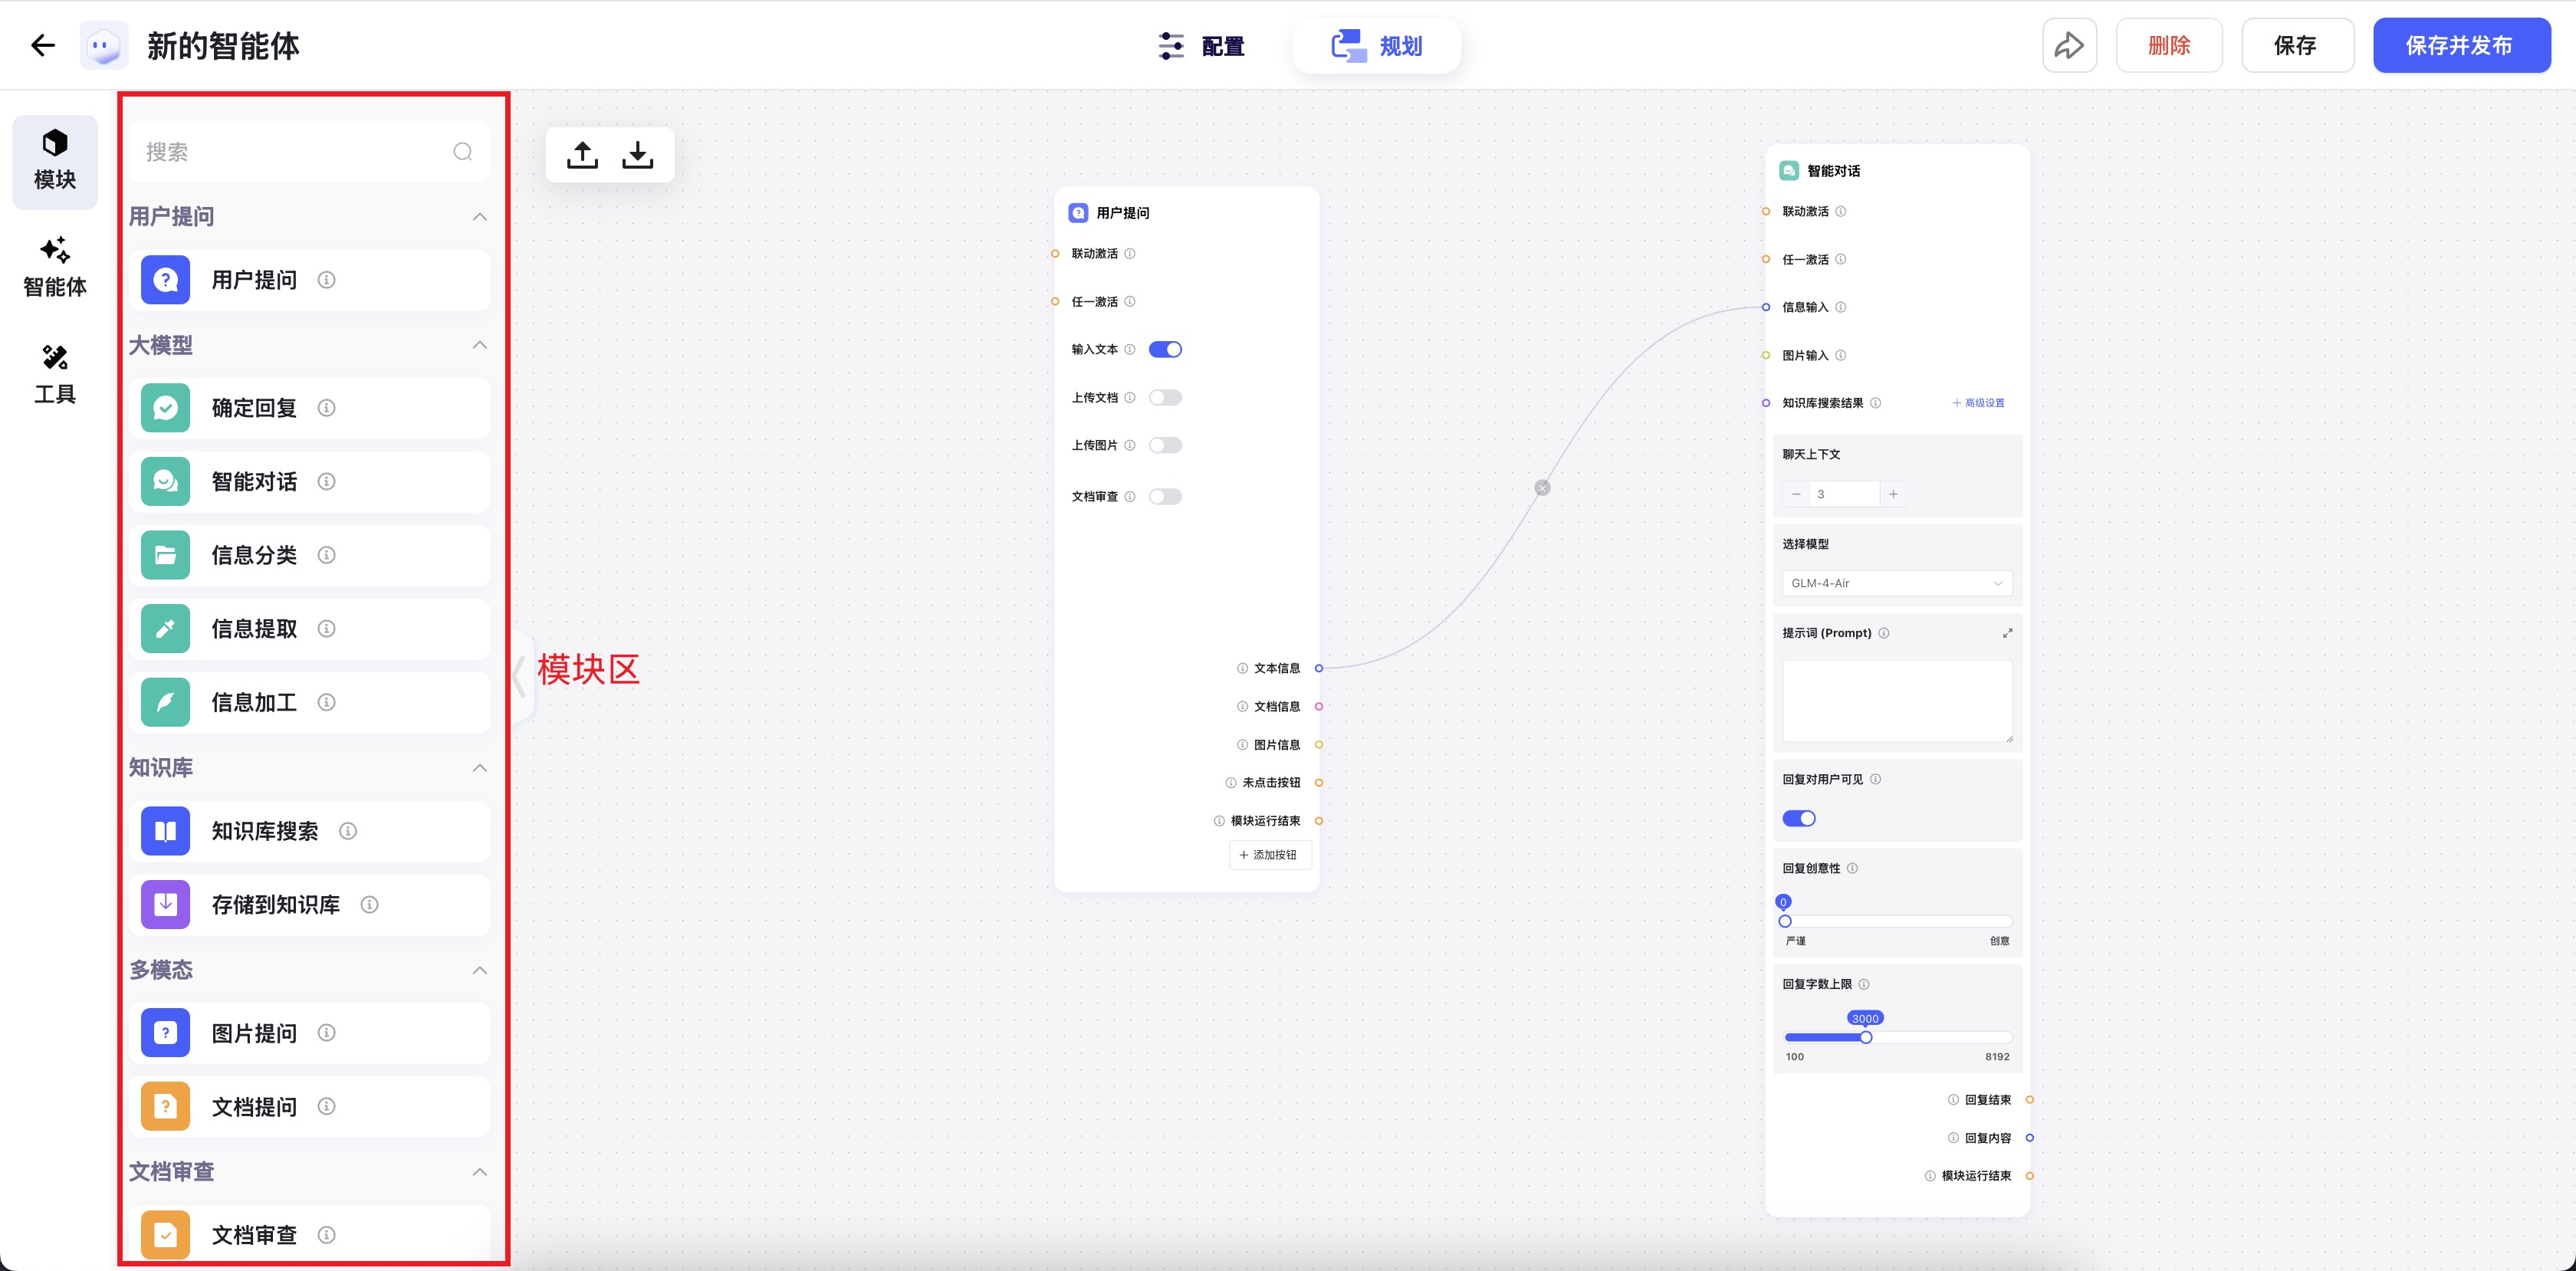 新的智能体
配置
规划
删除
保存
保存并发布
模块
智能体
工具
搜索
用户提问
用户提问
大模型
确定回复
智能对话
信息分类
信息提取
信息加工
知识库
知识库搜索
存储到知识库
多模态
图片提问
文档提问
文档审查
文档审查
模块区
用户提问
联动激活
任一激活
输入文本
上传文档
上传图片
文档审查
文本信息
文档信息
图片信息
未点击按钮
模块运行结束
+ 添加按钮
智能对话
联动激活
任一激活
信息输入
图片输入
知识库搜索结果 + 高级设置
聊天上下文
− 3 +
选择模型
GLM-4-Air
提示词 (Prompt)
回复对用户可见
回复创意性
0
严谨 创意
回复字数上限
3000
100 8192
回复结束
回复内容
模块运行结束